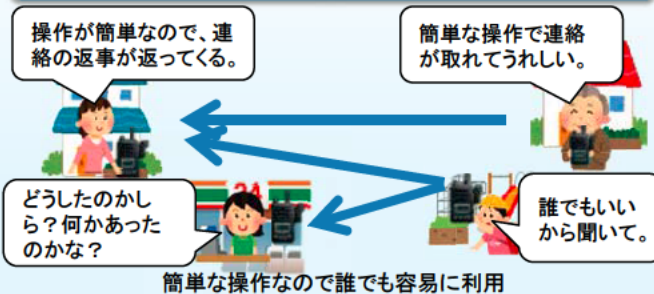 操作が簡単なので、連
絡の返事が返ってくる。
簡単な操作で連絡
が取れてうれしい。
どうしたのかし
ら？何かあった
のかな？
24
誰でもいい
から聞いて。
簡単な操作なので誰でも容易に利用